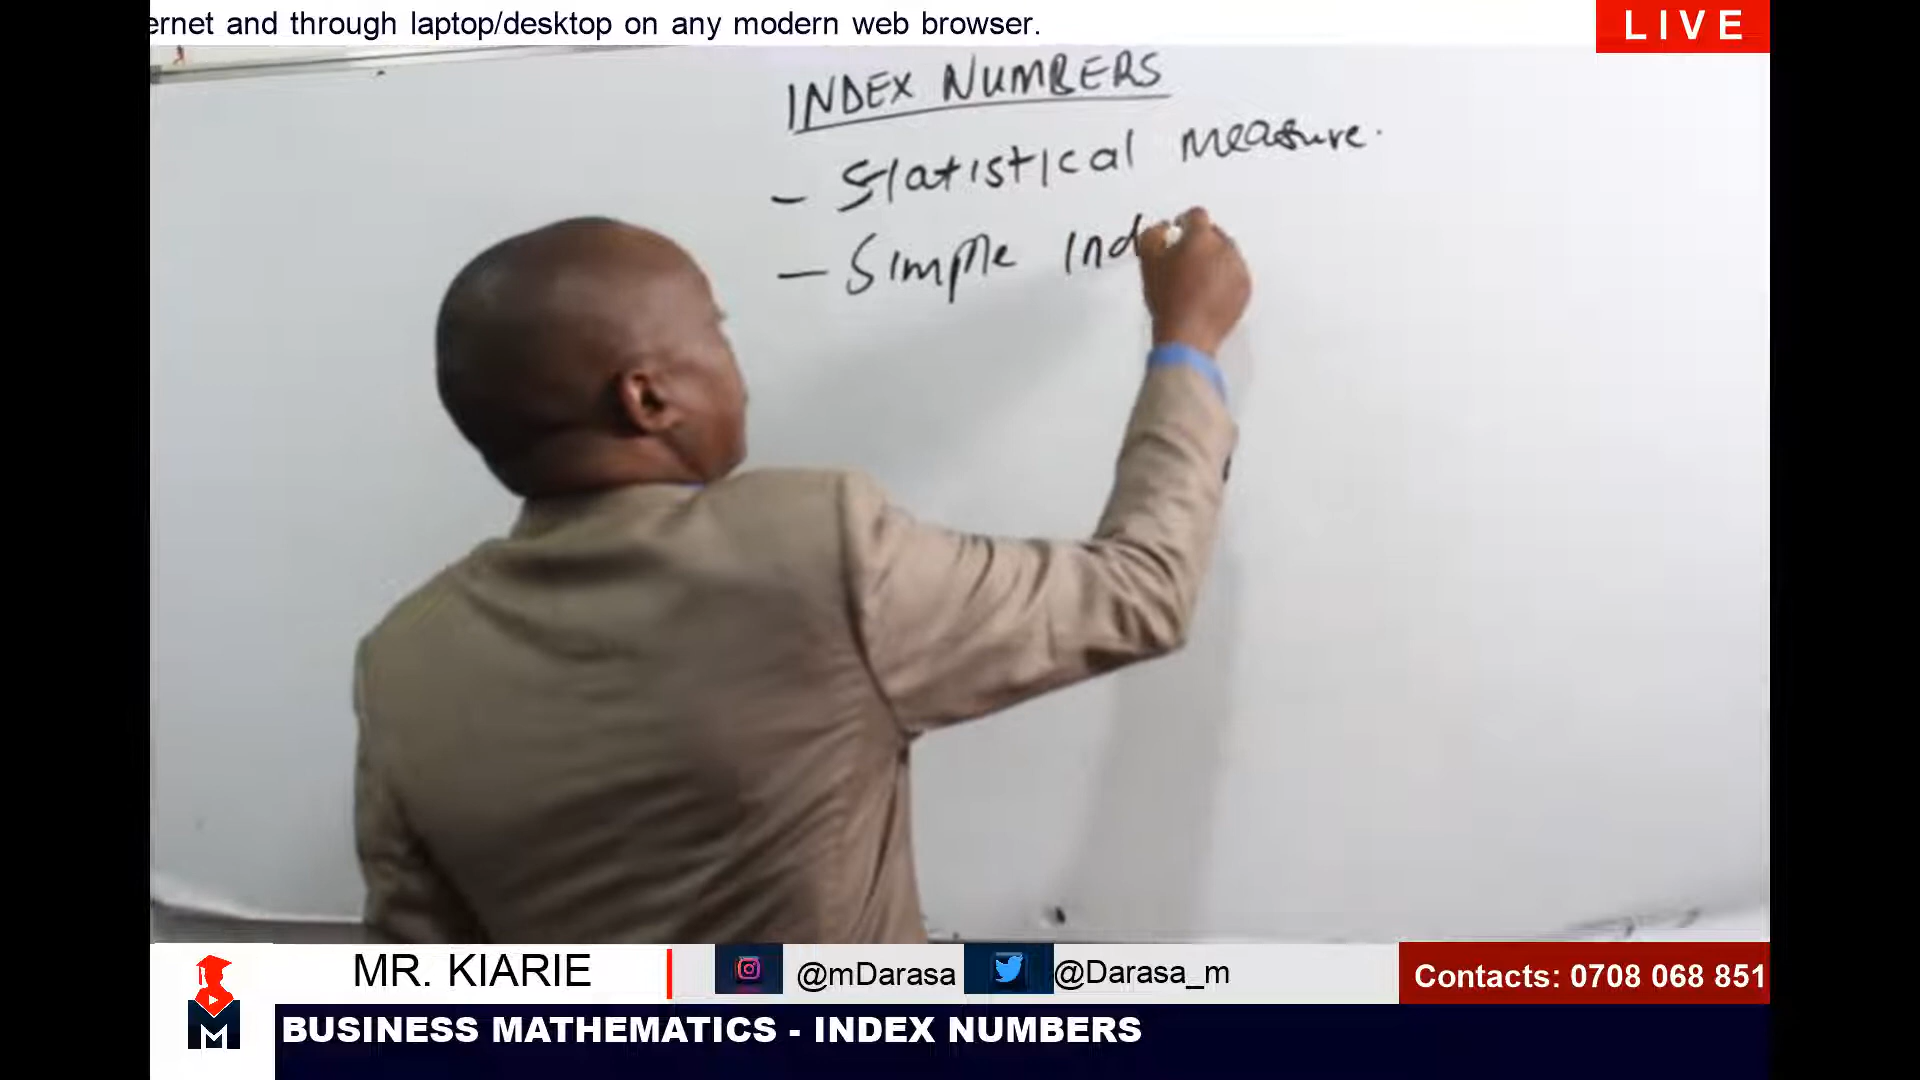 ernet and through laptop/desktop on any modern web browser.
LIVE
INDEX NUMBERS
- Statistical Measure.
- Simple Ind
MR. KIARIE
@mDarasa
@Darasa_m
Contacts: 0708 068 851
M
BUSINESS MATHEMATICS - INDEX NUMBERS